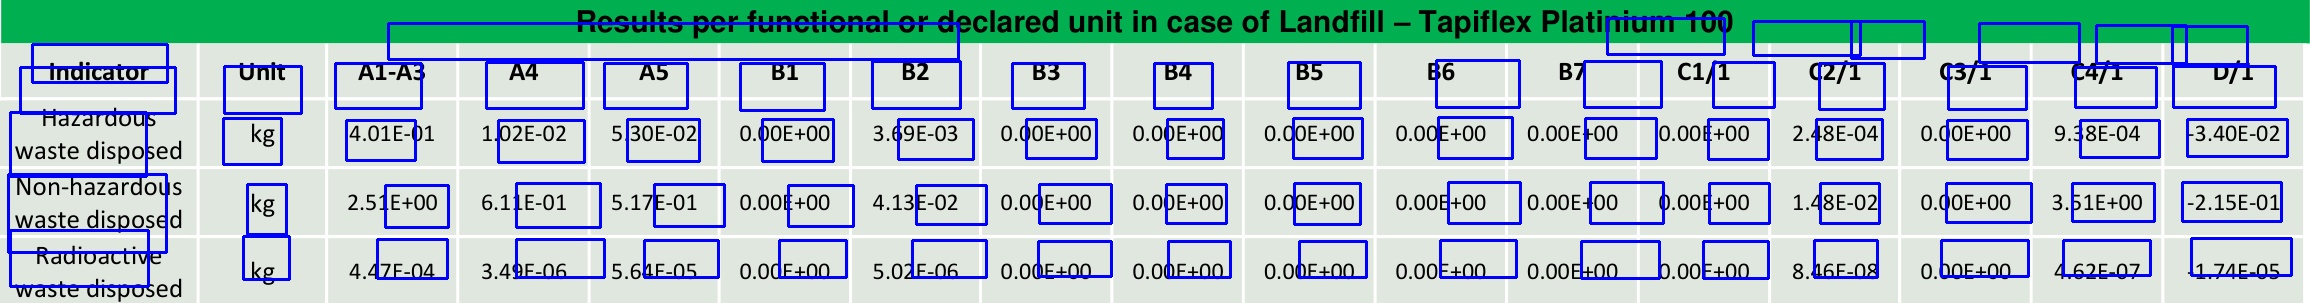 Results per functional or declared unit in case of Landfill – Tapiflex Platinium 100
Indicator Unit A1-A3 A4 A5 B1 B2 B3 B4 B5 B6 B7 C1/1 C2/1 C3/1 C4/1 D/1
Hazardous
waste disposed kg 4.01E-01 1.02E-02 5.30E-02 0.00E+00 3.69E-03 0.00E+00 0.00E+00 0.00E+00 0.00E+00 0.00E+00 0.00E+00 2.48E-04 0.00E+00 9.38E-04 -3.40E-02
Non-hazardous
waste disposed kg 2.51E+00 6.11E-01 5.17E-01 0.00E+00 4.13E-02 0.00E+00 0.00E+00 0.00E+00 0.00E+00 0.00E+00 0.00E+00 1.48E-02 0.00E+00 3.51E+00 -2.15E-01
Radioactive
waste disposed kg 4.47E-04 3.49E-06 5.64E-05 0.00E+00 5.02E-06 0.00E+00 0.00E+00 0.00E+00 0.00E+00 0.00E+00 0.00E+00 8.46E-08 0.00E+00 4.62E-07 -1.74E-05